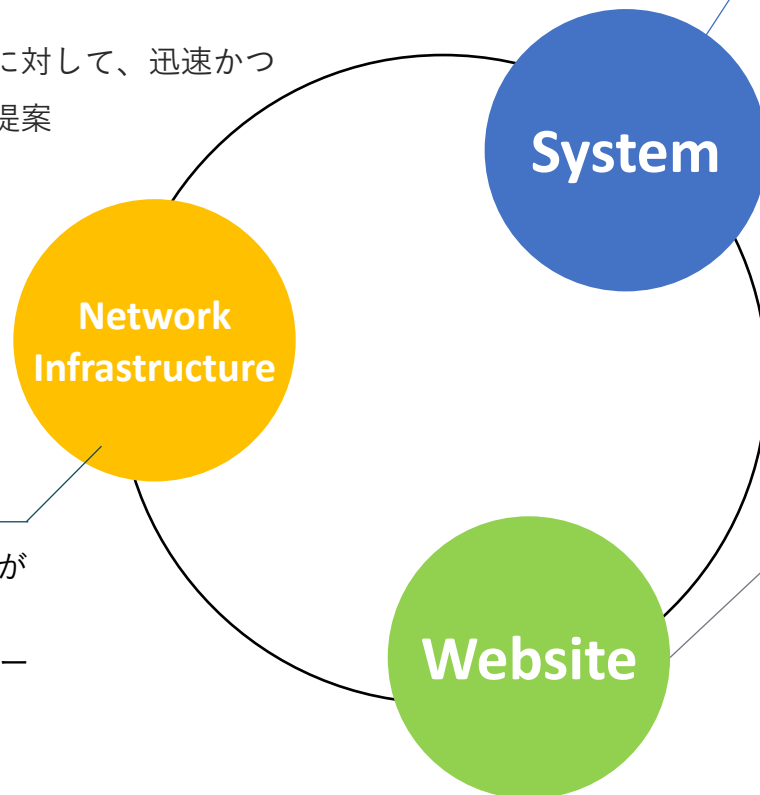 に対して、迅速かつ
提案
System
Network
Infrastructure
が
ー
Website